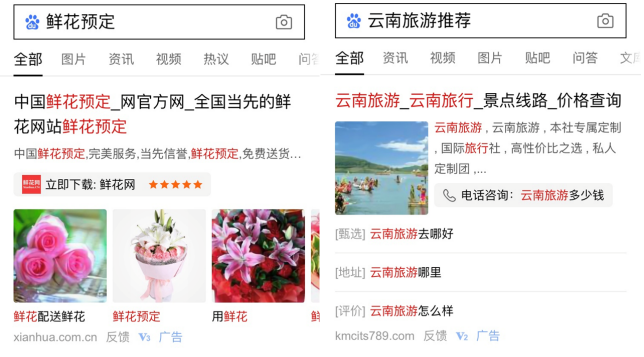 鲜花预定
全部 图片 资讯 视频 热议 贴吧 问答
中国鲜花预定_网官方网_全国当先的鲜
花网站鲜花预定
中国鲜花预定,完美服务,当先信誉,鲜花预定,免费送货...
鲜花网 立即下载: 鲜花网 ★★★★★
鲜花配送鲜花 鲜花预定 用鲜花
xianhua.com.cn 反馈 V3 广告
云南旅游推荐
全部 资讯 视频 图片 贴吧 问答 文库
云南旅游_云南旅行_景点线路_价格查询
云南旅游 , 云南旅游 , 本社专属定制
, 国际旅行社 , 高性价比之选 , 私人
定制团 ,...
电话咨询: 云南旅游多少钱
[甄选] 云南旅游去哪好
[地址] 云南旅游哪里
[评价] 云南旅游怎么样
kmcits789.com 反馈 V2 广告